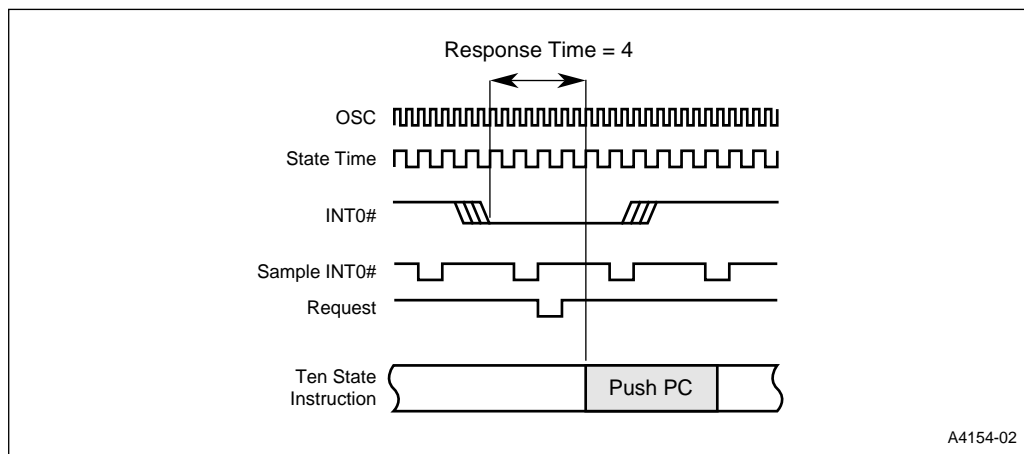 Response Time = 4
OSC
State Time
INT0#
Sample INT0#
Request
Ten State
Instruction
Push PC
A4154-02